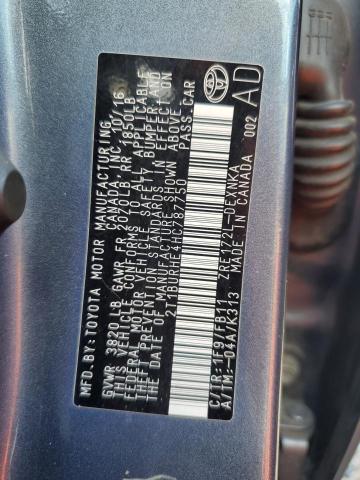 MFD.BY: TOYOTA MOTOR MANUFACTURING, 10/16
CANADA
GVWR 3820 LB GAWR FR 2040LB RR 1850LB
THIS VEHICLE CONFORMS TO ALL APPLICABLE
FEDERAL MOTOR VEHICLE SAFETY, BUMPER, AND
THEFT PREVENTION STANDARDS IN EFFECT ON
THE DATE OF MANUFACTURE SHOWN ABOVE.
2T1BURHE4HC787750 PASS.CAR
C/TR:1F9/FB11 ZRE172L-DEXNKA
A/TM:-04A/K313 MADE IN CANADA 002
AD
TOYOTA